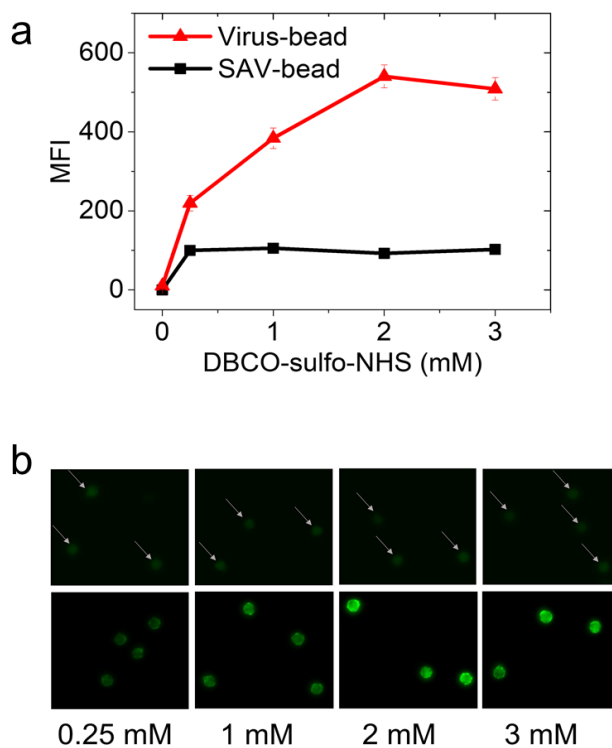 a
600
400
200
0
MFI
Virus-bead
SAV-bead
0 1 2 3
DBCO-sulfo-NHS (mM)
b
0.25 mM 1 mM 2 mM 3 mM